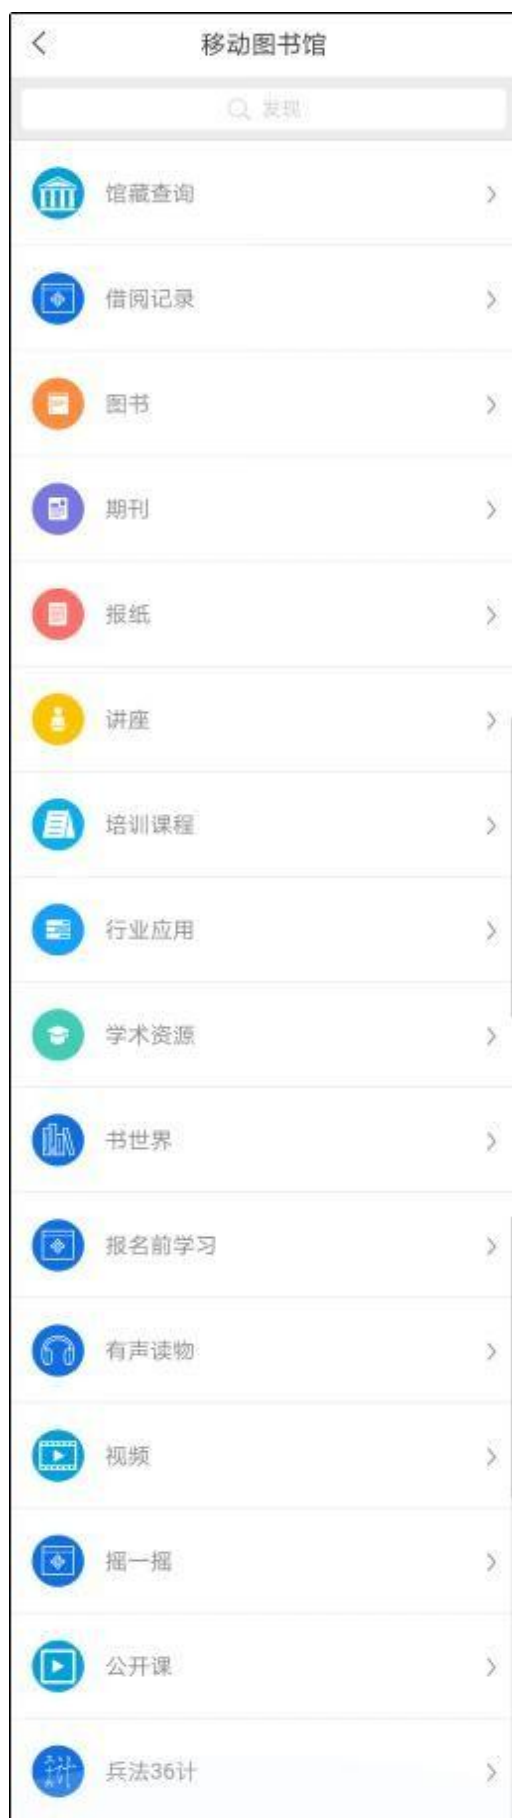 移动图书馆
发现
馆藏查询
借阅记录
图书
期刊
报纸
讲座
培训课程
行业应用
学术资源
书世界
报名前学习
有声读物
视频
摇一摇
公开课
兵法36计